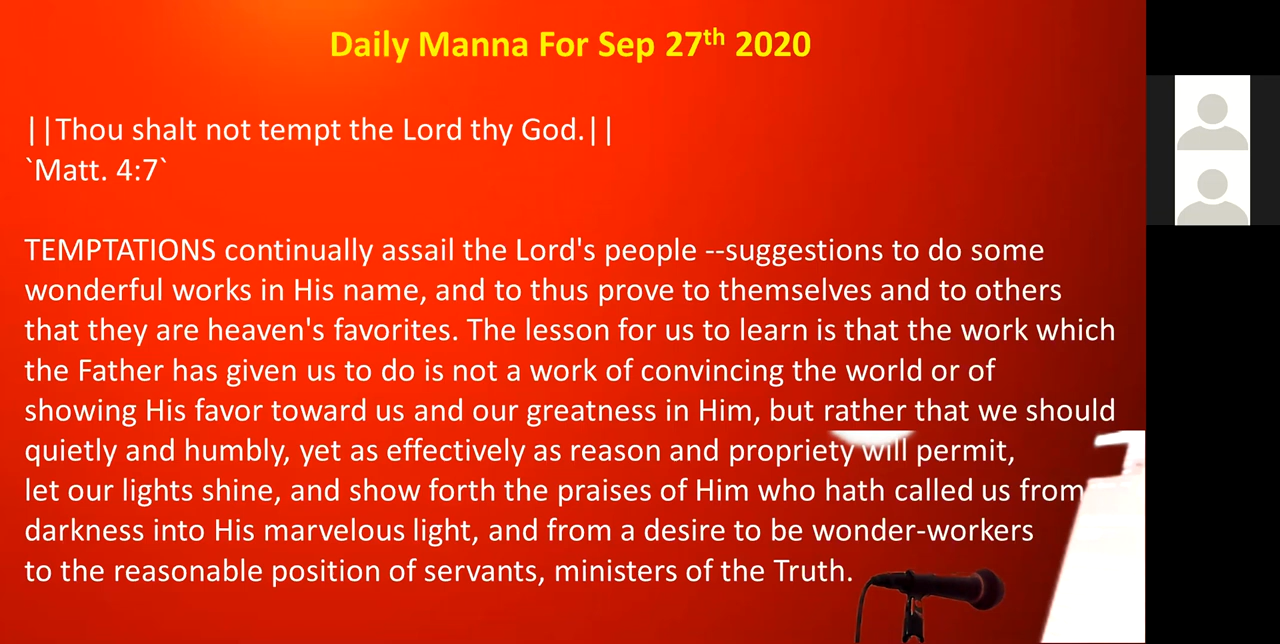 Daily Manna For Sep 27th 2020
||Thou shalt not tempt the Lord thy God.||
`Matt. 4:7`
TEMPTATIONS continually assail the Lord's people --suggestions to do some
wonderful works in His name, and to thus prove to themselves and to others
that they are heaven's favorites. The lesson for us to learn is that the work which
the Father has given us to do is not a work of convincing the world or of
showing His favor toward us and our greatness in Him, but rather that we should
quietly and humbly, yet as effectively as reason and propriety will permit,
let our lights shine, and show forth the praises of Him who hath called us from
darkness into His marvelous light, and from a desire to be wonder-workers
to the reasonable position of servants, ministers of the Truth.